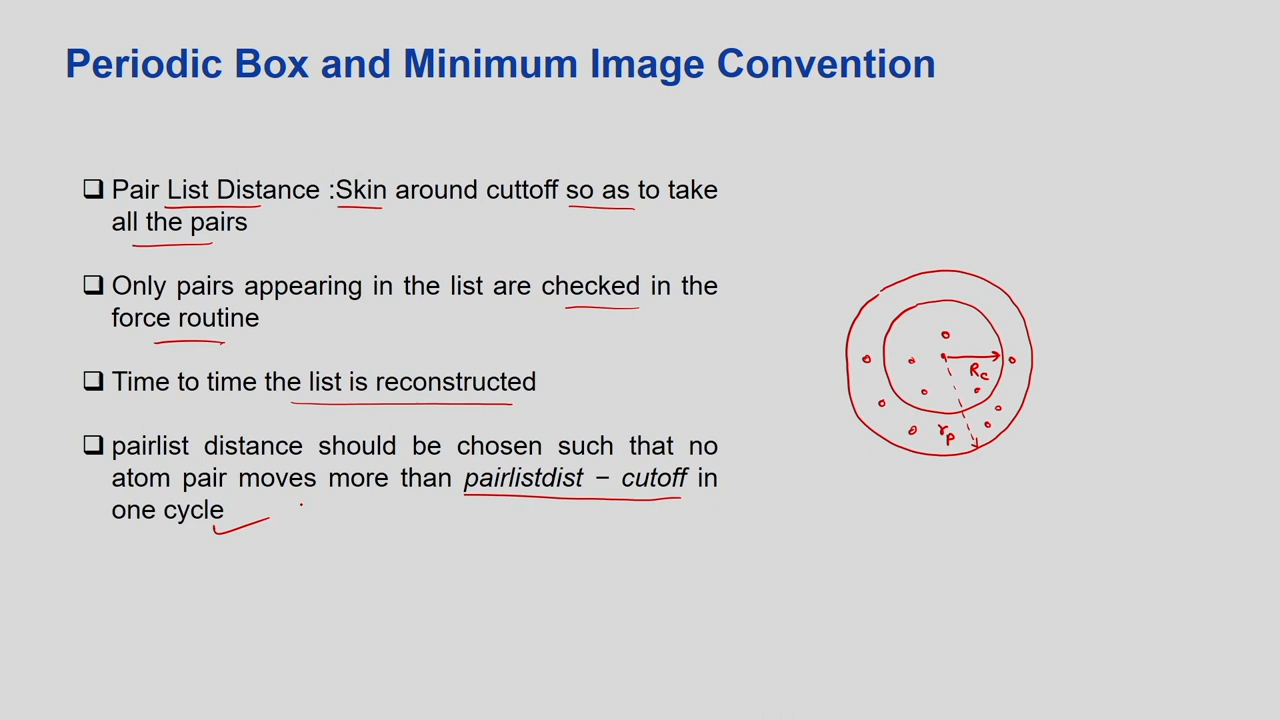 Periodic Box and Minimum Image Convention
❑ Pair List Distance :Skin around cuttoff so as to take
all the pairs
❑ Only pairs appearing in the list are checked in the
force routine
❑ Time to time the list is reconstructed
❑ pairlist distance should be chosen such that no
atom pair moves more than pairlistdist − cutoff in
one cycle
Rc
rp